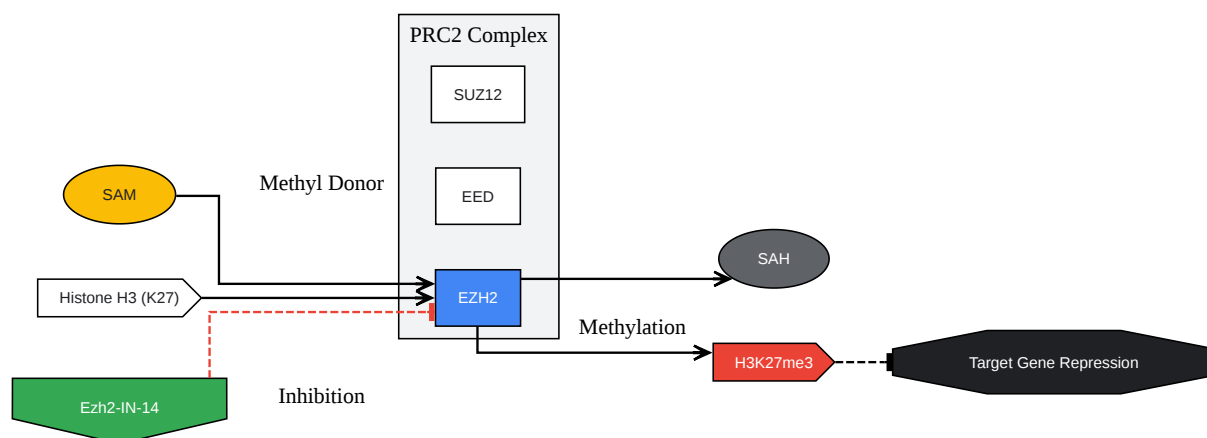 PRC2 Complex
SUZ12
SAM
Methyl Donor
EED
SAH
Histone H3 (K27)
EZH2
Methylation
H3K27me3
Target Gene Repression
Ezh2-IN-14
Inhibition